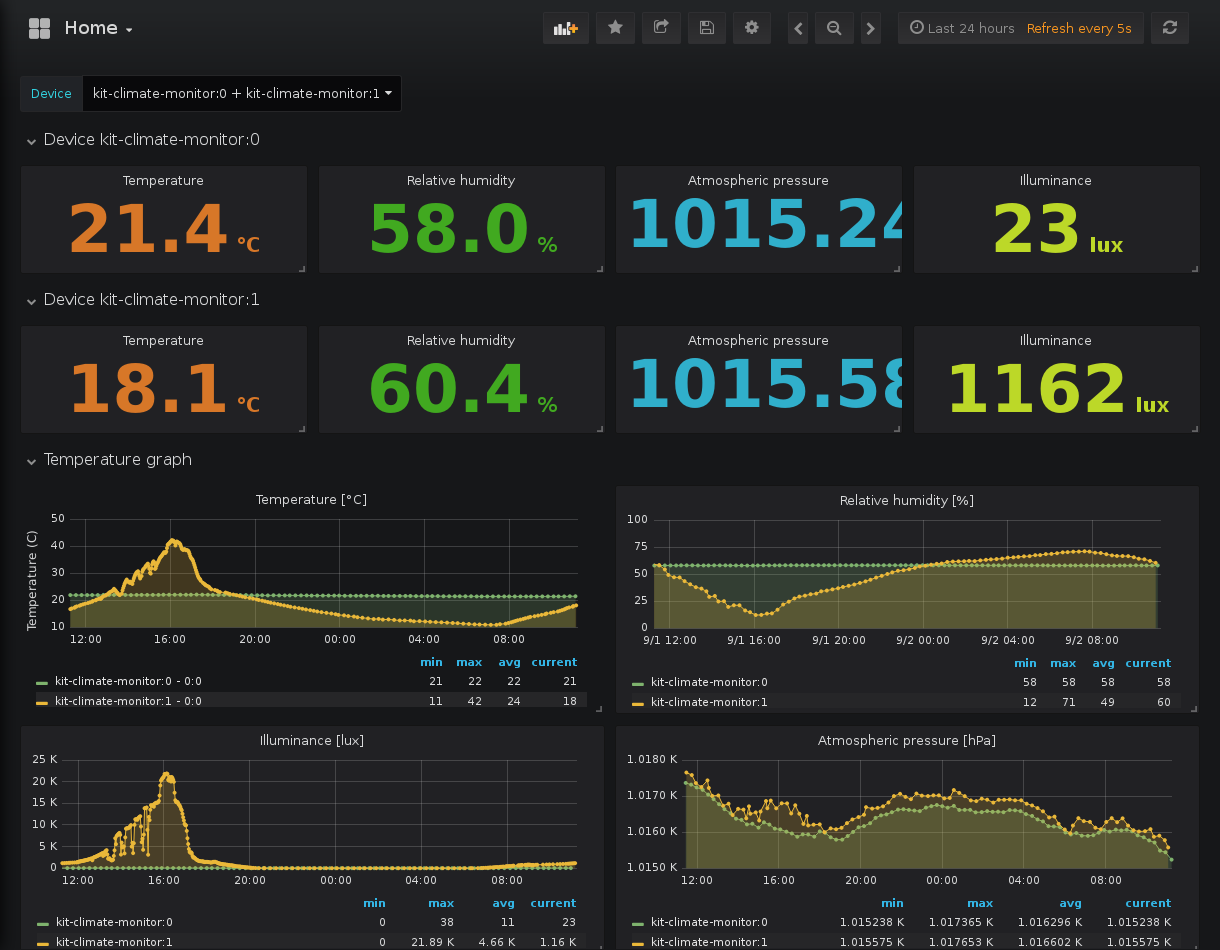 Home
Last 24 hours Refresh every 5s
Device kit-climate-monitor:0 + kit-climate-monitor:1
Device kit-climate-monitor:0
Temperature Relative humidity Atmospheric pressure Illuminance
21.4 °C 58.0 % 1015.24 23 lux
Device kit-climate-monitor:1
Temperature Relative humidity Atmospheric pressure Illuminance
18.1 °C 60.4 % 1015.58 1162 lux
Temperature graph
Temperature [°C]
Temperature (C)
50
40
30
20
10
12:00 16:00 20:00 00:00 04:00 08:00
min max avg current
kit-climate-monitor:0 - 0:0 21 22 22 21
kit-climate-monitor:1 - 0:0 11 42 24 18
Relative humidity [%]
100
75
50
25
0
9/1 12:00 9/1 16:00 9/1 20:00 9/2 00:00 9/2 04:00 9/2 08:00
min max avg current
kit-climate-monitor:0 58 58 58 58
kit-climate-monitor:1 12 71 49 60
Illuminance [lux]
25 K
20 K
15 K
10 K
5 K
0
12:00 16:00 20:00 00:00 04:00 08:00
min max avg current
kit-climate-monitor:0 0 38 11 23
kit-climate-monitor:1 0 21.89 K 4.66 K 1.16 K
Atmospheric pressure [hPa]
1.0180 K
1.0170 K
1.0160 K
1.0150 K
12:00 16:00 20:00 00:00 04:00 08:00
min max avg current
kit-climate-monitor:0 1.015238 K 1.017365 K 1.016296 K 1.015238 K
kit-climate-monitor:1 1.015575 K 1.017653 K 1.016602 K 1.015575 K